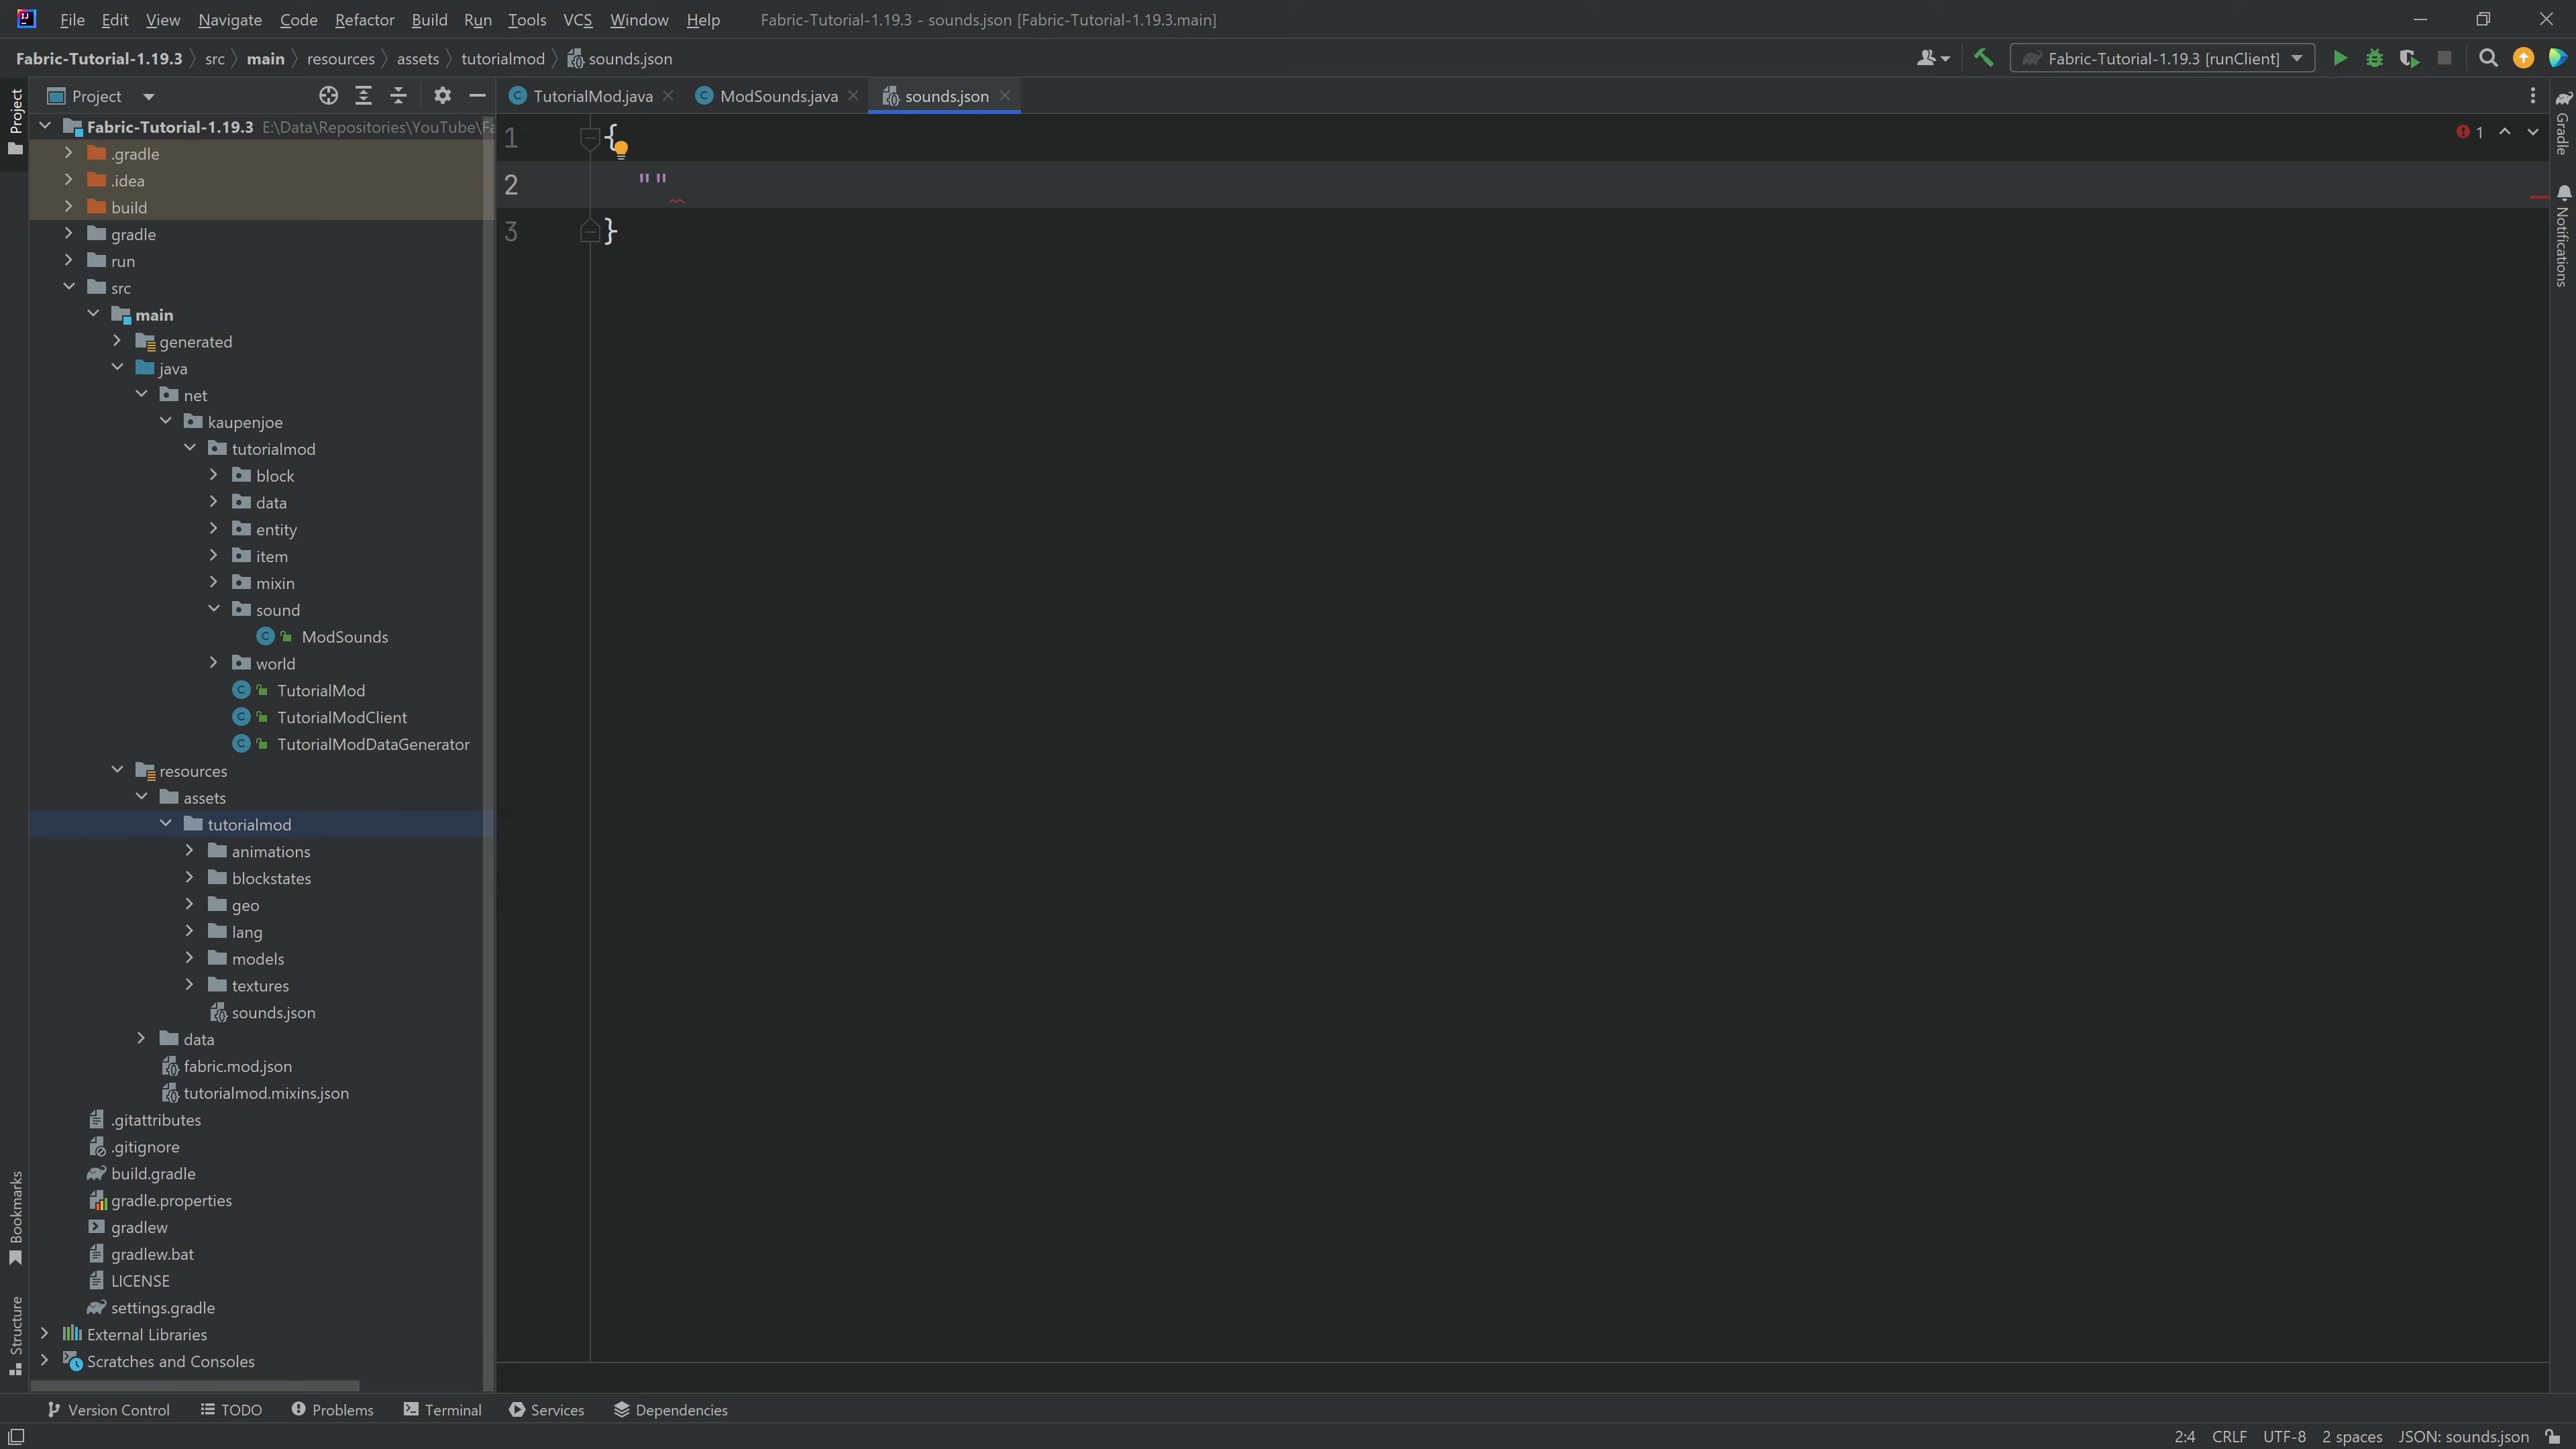 File Edit View Navigate Code Refactor Build Run Tools VCS Window Help Fabric-Tutorial-1.19.3 - sounds.json [Fabric-Tutorial-1.19.3.main]
Fabric-Tutorial-1.19.3 src main resources assets tutorialmod sounds.json Fabric-Tutorial-1.19.3 [runClient]
Project
Project
TutorialMod.java
ModSounds.java
sounds.json
Fabric-Tutorial-1.19.3 E:\Data\Repositories\YouTube\Fa
.gradle
.idea
build
gradle
run
src
main
generated
java
net
kaupenjoe
tutorialmod
block
data
entity
item
mixin
sound
ModSounds
world
TutorialMod
TutorialModClient
TutorialModDataGenerator
resources
assets
tutorialmod
animations
blockstates
geo
lang
models
textures
sounds.json
data
fabric.mod.json
tutorialmod.mixins.json
.gitattributes
.gitignore
build.gradle
gradle.properties
gradlew
gradlew.bat
LICENSE
settings.gradle
External Libraries
Scratches and Consoles
1 {
2 ""
3 }
1
Gradle
Notifications
Bookmarks
Structure
Version Control TODO Problems Terminal Services Dependencies
2:4 CRLF UTF-8 2 spaces JSON: sounds.json